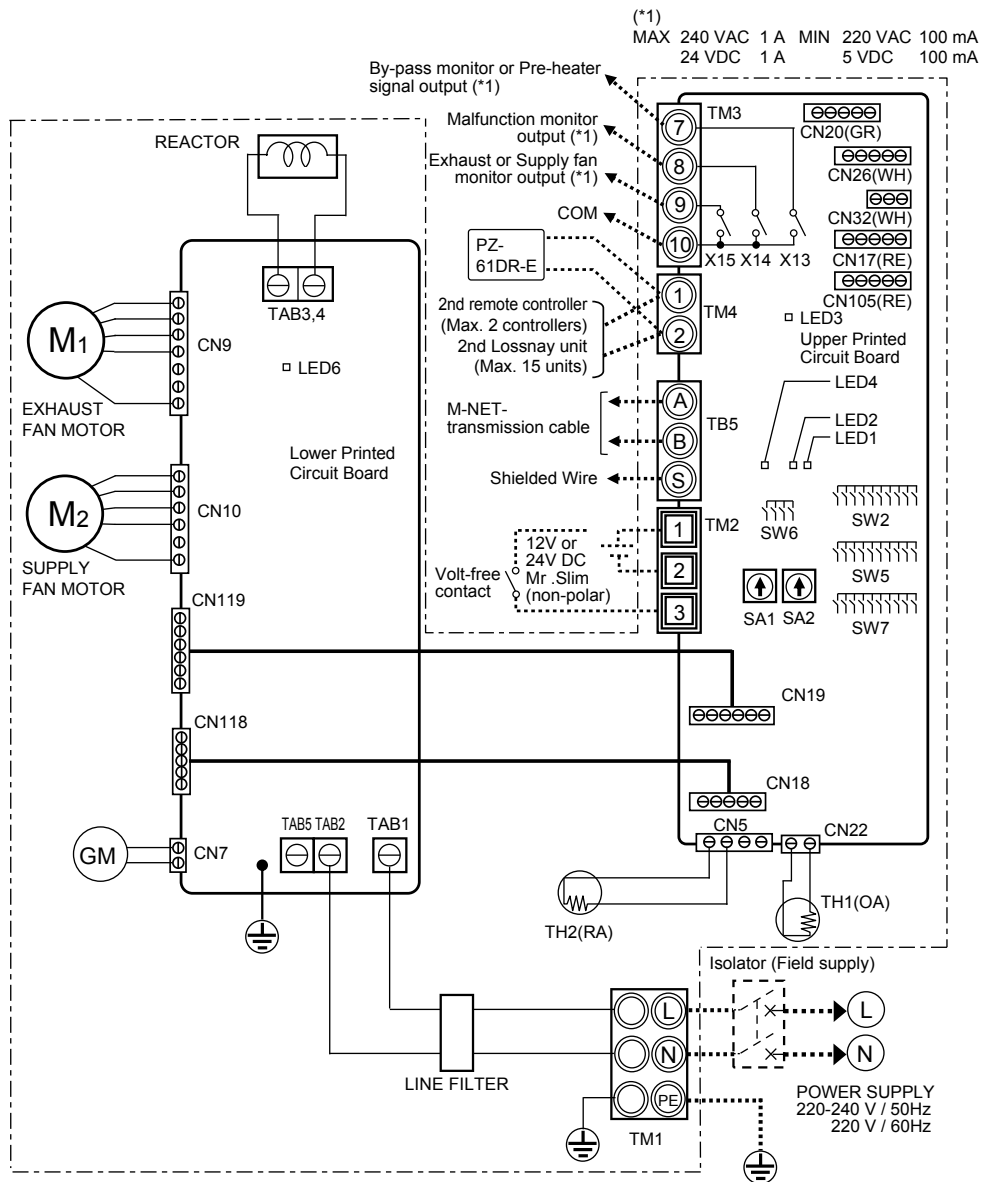 (*1)
MAX 240 VAC 1 A MIN 220 VAC 100 mA
24 VDC 1 A 5 VDC 100 mA
By-pass monitor or Pre-heater
signal output (*1)
Malfunction monitor
output (*1)
Exhaust or Supply fan
monitor output (*1)
COM
7
8
9
10
TM3
X15 X14 X13
CN20(GR)
CN26(WH)
CN32(WH)
CN17(RE)
CN105(RE)
PZ-
61DR-E
1
2
TM4
2nd remote controller
(Max. 2 controllers)
2nd Lossnay unit
(Max. 15 units)
LED3
Upper Printed
Circuit Board
LED4
LED2
LED1
M-NET-
transmission cable
A
B
S
TB5
Shielded Wire
1
2
3
TM2
12V or
24V DC
Mr .Slim
(non-polar)
Volt-free
contact
SW6
SW2
SW5
SW7
SA1 SA2
REACTOR
TAB3,4
M1
EXHAUST
FAN MOTOR
CN9
LED6
Lower Printed
Circuit Board
M2
SUPPLY
FAN MOTOR
CN10
CN119
CN19
CN118
CN18
GM
CN7
TAB5 TAB2 TAB1
CN5
CN22
TH2(RA)
TH1(OA)
Isolator (Field supply)
LINE FILTER
L
N
PE
TM1
L
N
POWER SUPPLY
220-240 V / 50Hz
220 V / 60Hz